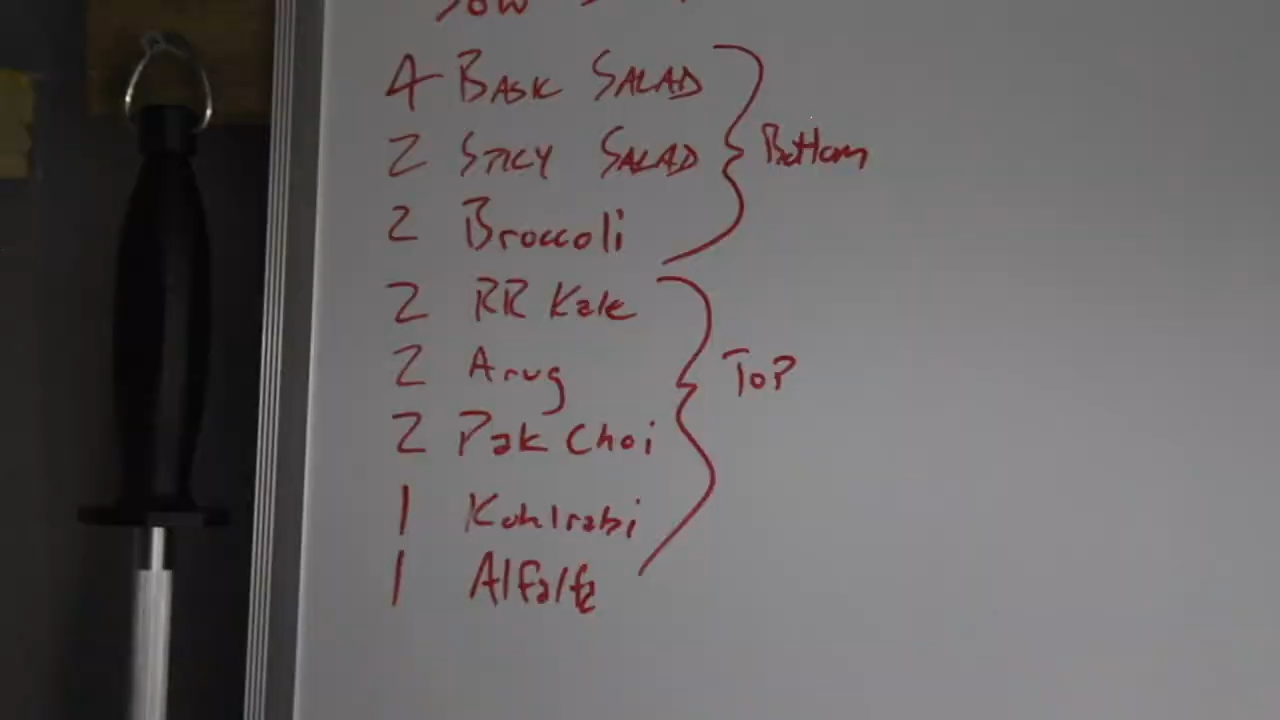 Sow
4 BASIC SALAD
2 SPICY SALAD
2 Broccoli
Bottom
2 RR Kale
2 Arug
2 Pak Choi
1 Kohlrabi
1 Alfalfa
TOP